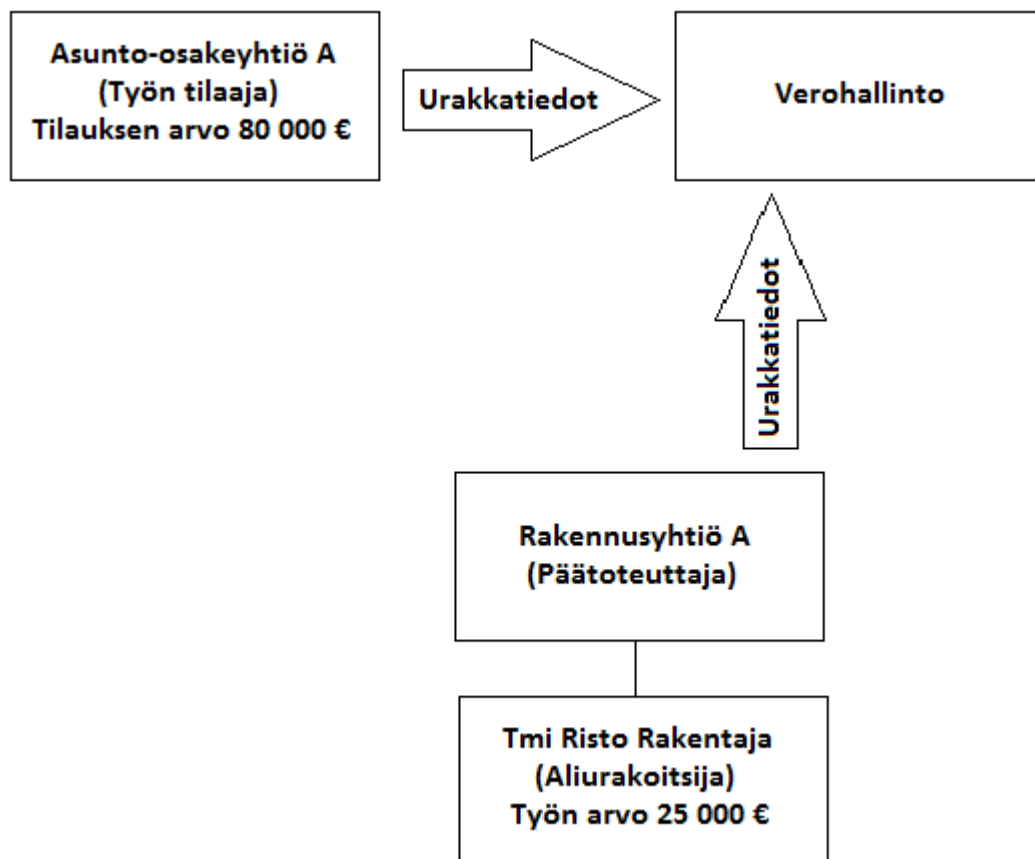 Asunto-osakeyhtiö A
(Työn tilaaja)
Tilauksen arvo 80 000 €
Urakkatiedot
Verohallinto
Urakkatiedot
Rakennusyhtiö A
(Päätoteuttaja)
Tmi Risto Rakentaja
(Aliurakoitsija)
Työn arvo 25 000 €